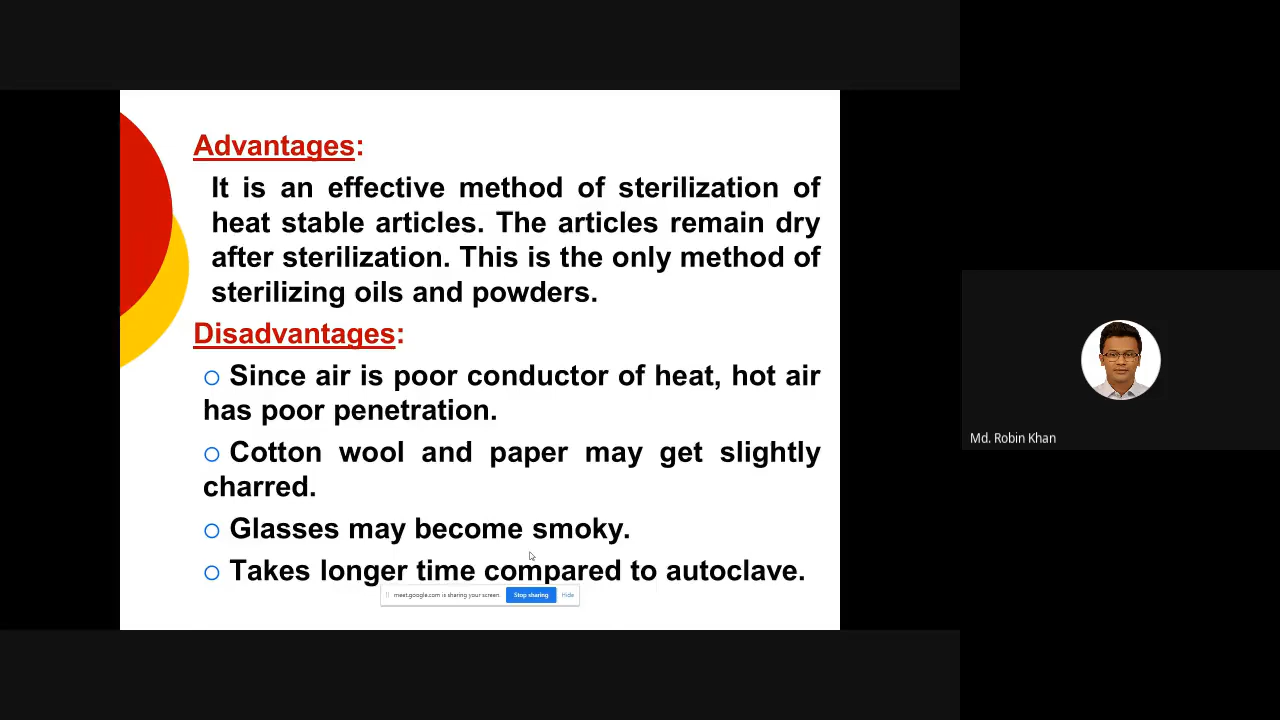 Advantages:
It is an effective method of sterilization of
heat stable articles. The articles remain dry
after sterilization. This is the only method of
sterilizing oils and powders.
Disadvantages:
Since air is poor conductor of heat, hot air
has poor penetration.
Cotton wool and paper may get slightly
charred.
Glasses may become smoky.
Takes longer time compared to autoclave.
meet.google.com is sharing your screen.
Stop sharing
Hide
Md. Robin Khan